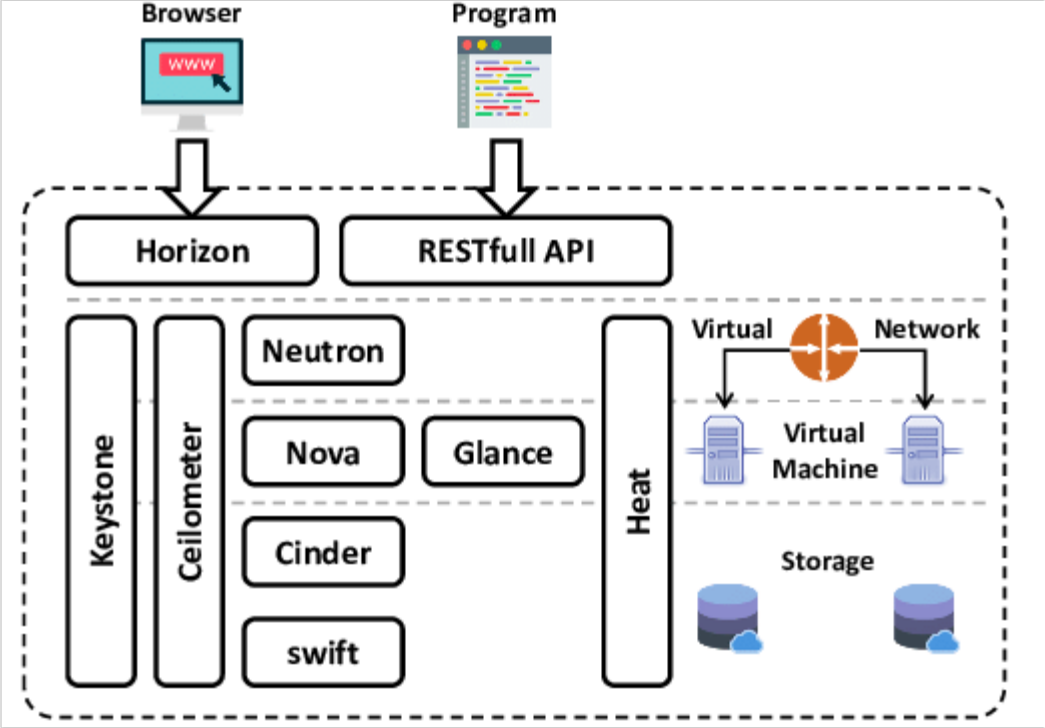 Browser
Program
www
Horizon
RESTfull API
Keystone
Ceilometer
Neutron
Heat
Virtual
Network
Nova
Glance
Virtual
Machine
Cinder
Storage
swift